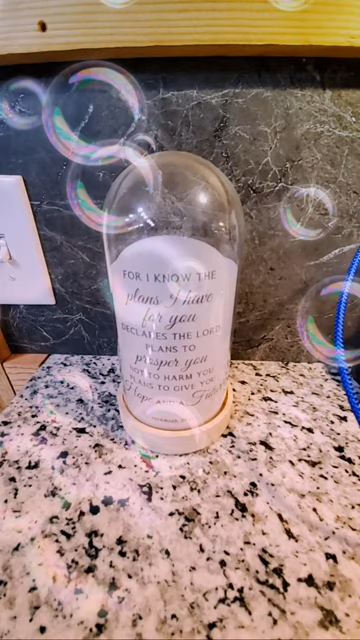 FOR I KNOW THE
plans I have
for you
DECLARES THE LORD
PLANS TO
prosper you
NOT TO HARM YOU
PLANS TO GIVE YOU
Hope AND A Future